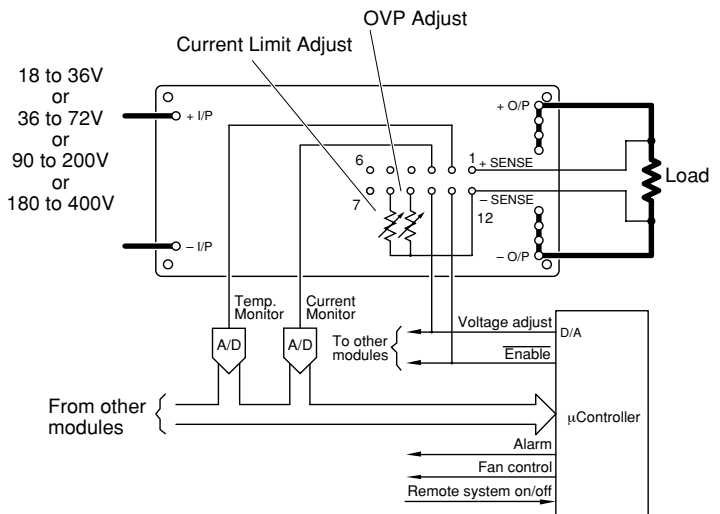 OVP Adjust
Current Limit Adjust
18 to 36V
or
36 to 72V
or
90 to 200V
or
180 to 400V
+ I/P
+ O/P
6
1
+ SENSE
Load
7
– SENSE
12
– I/P
– O/P
Temp.
Monitor
Current
Monitor
A/D
A/D
To other
modules
Voltage adjust
D/A
Enable
From other
modules
µController
Alarm
Fan control
Remote system on/off